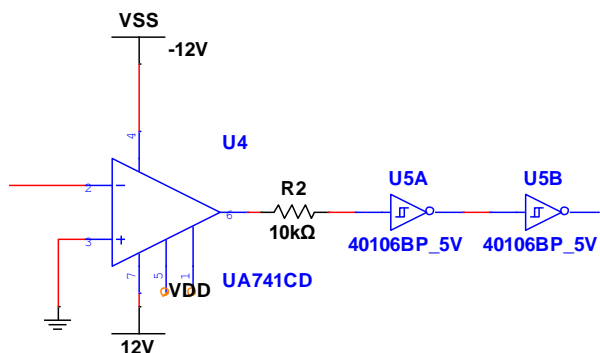 VSS
-12V
4
U4
2
3
6
R2
10kΩ
U5A
U5B
40106BP_5V
40106BP_5V
7
5
1
VDD
UA741CD
12V